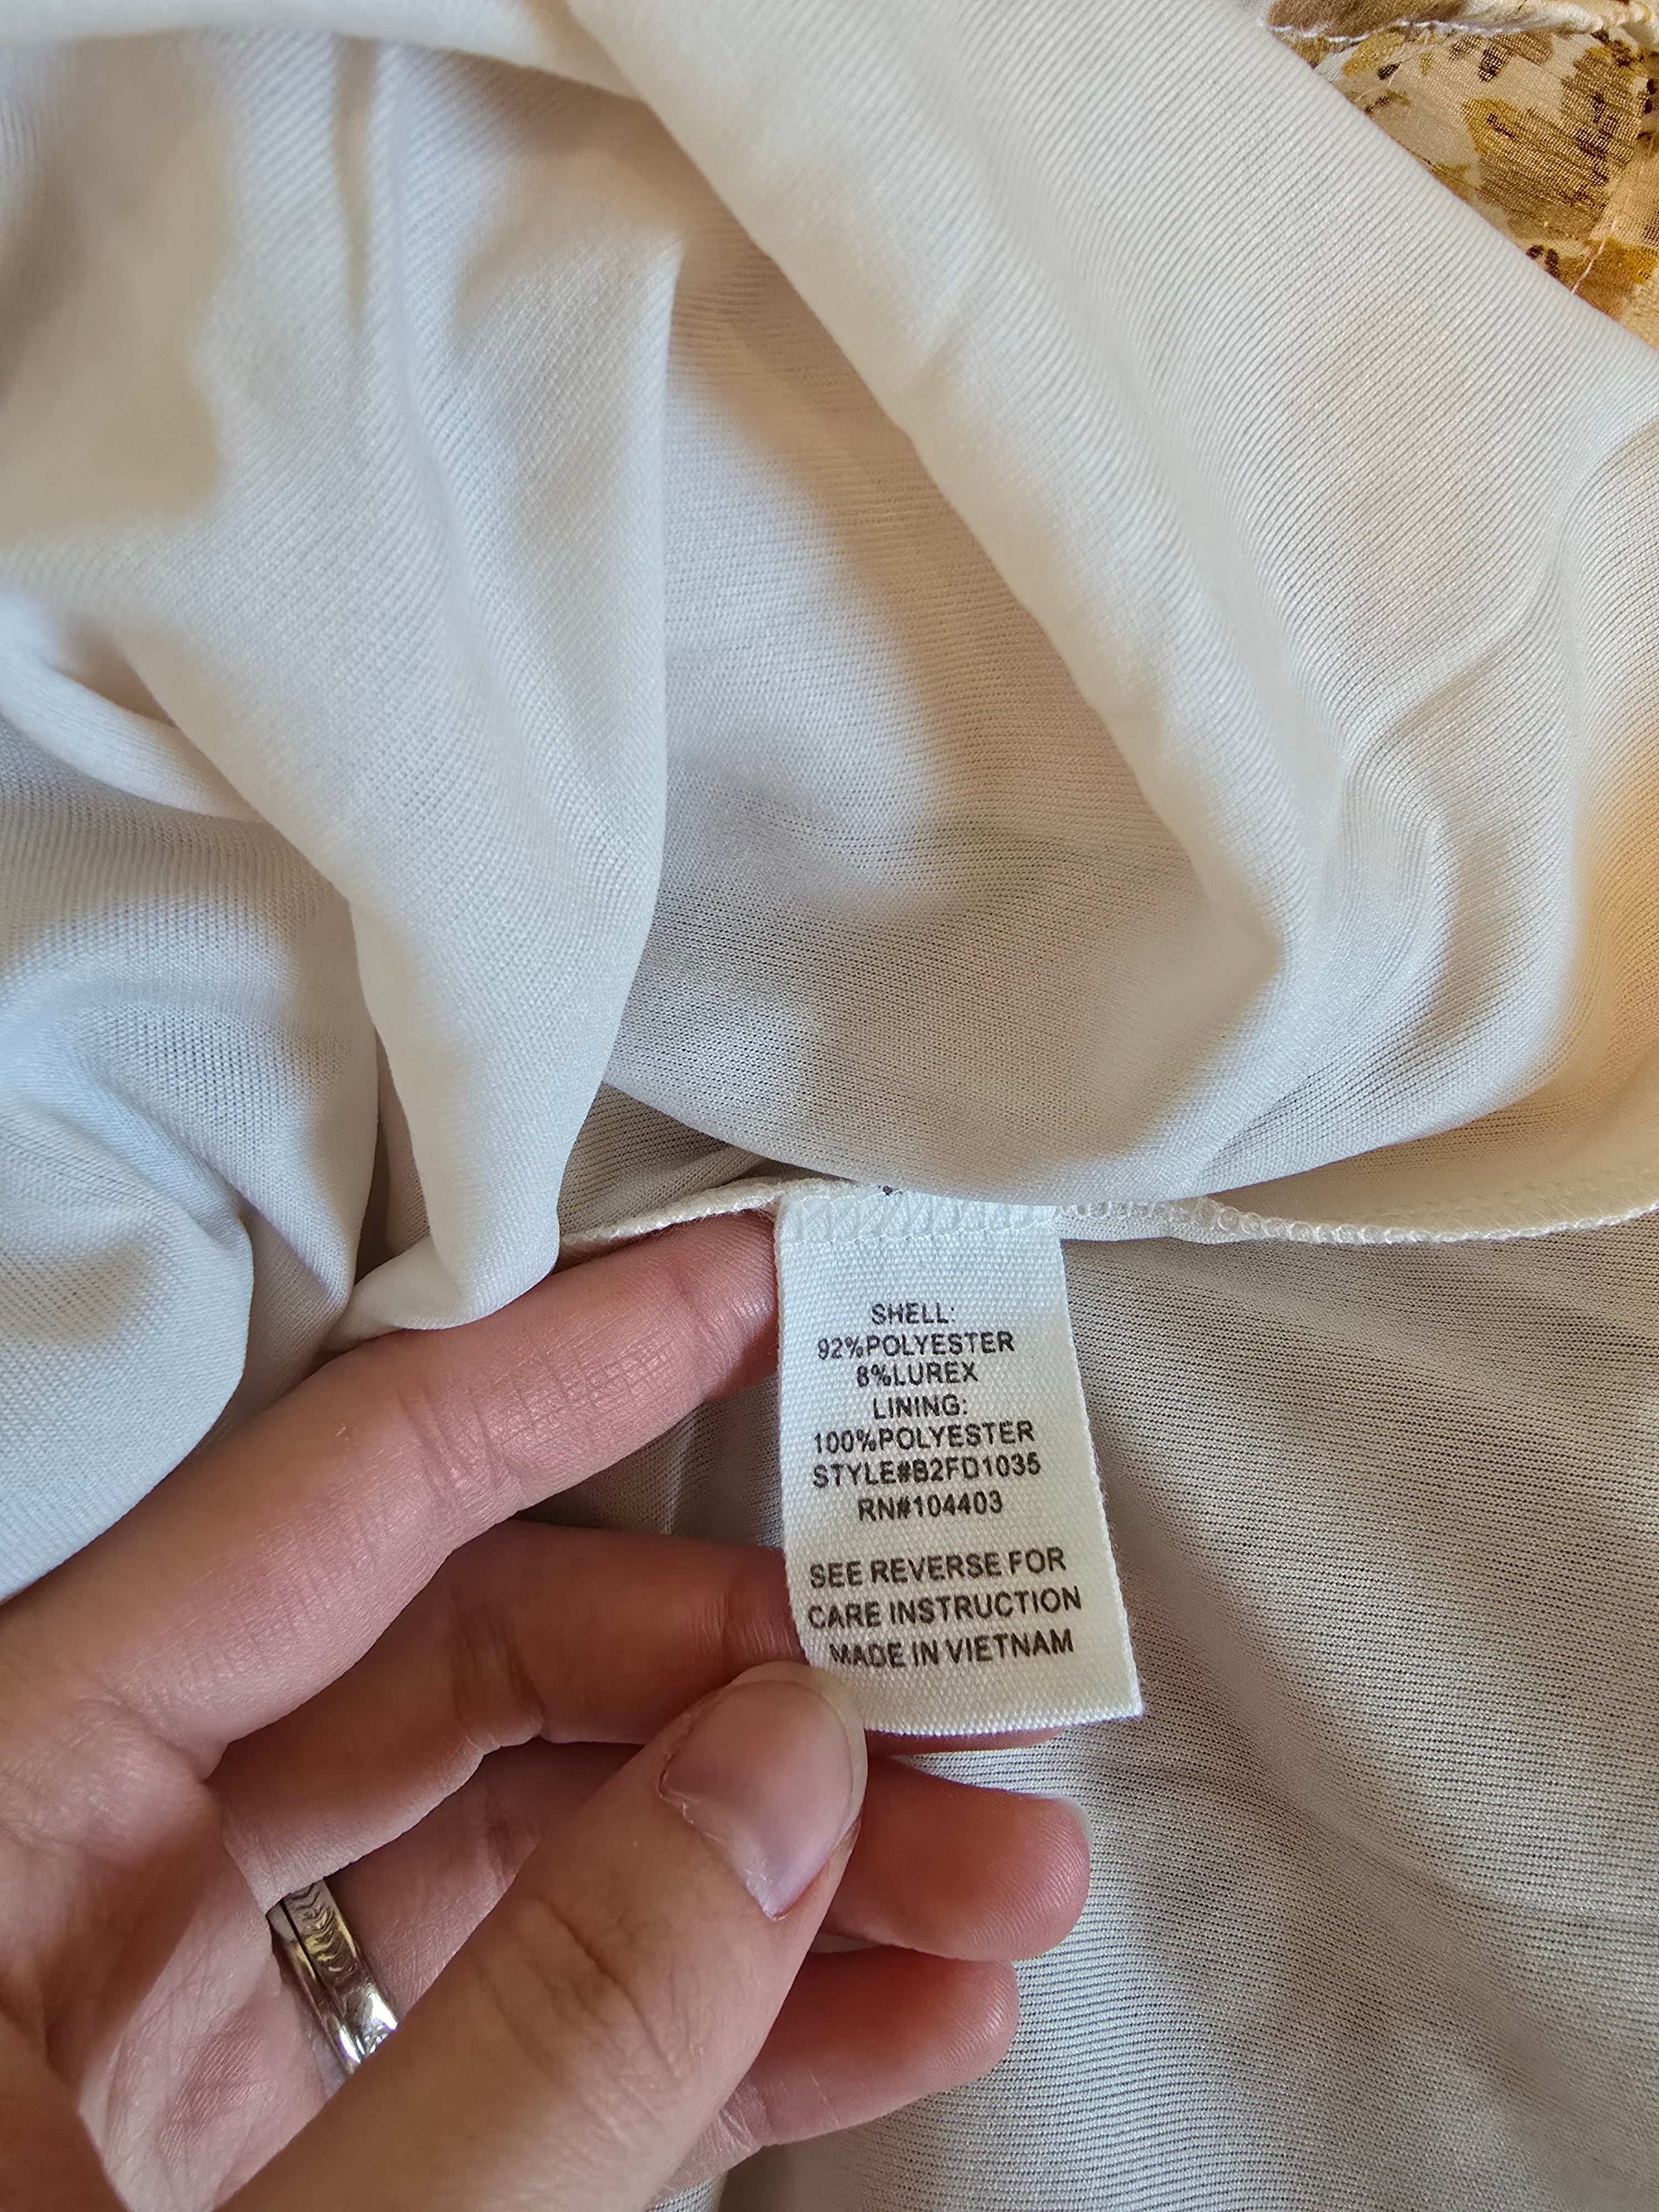 SHELL:
92%POLYESTER
8%LUREX
LINING:
100%POLYESTER
STYLE#B2FD1035
RN#104403
SEE REVERSE FOR
CARE INSTRUCTION
MADE IN VIETNAM